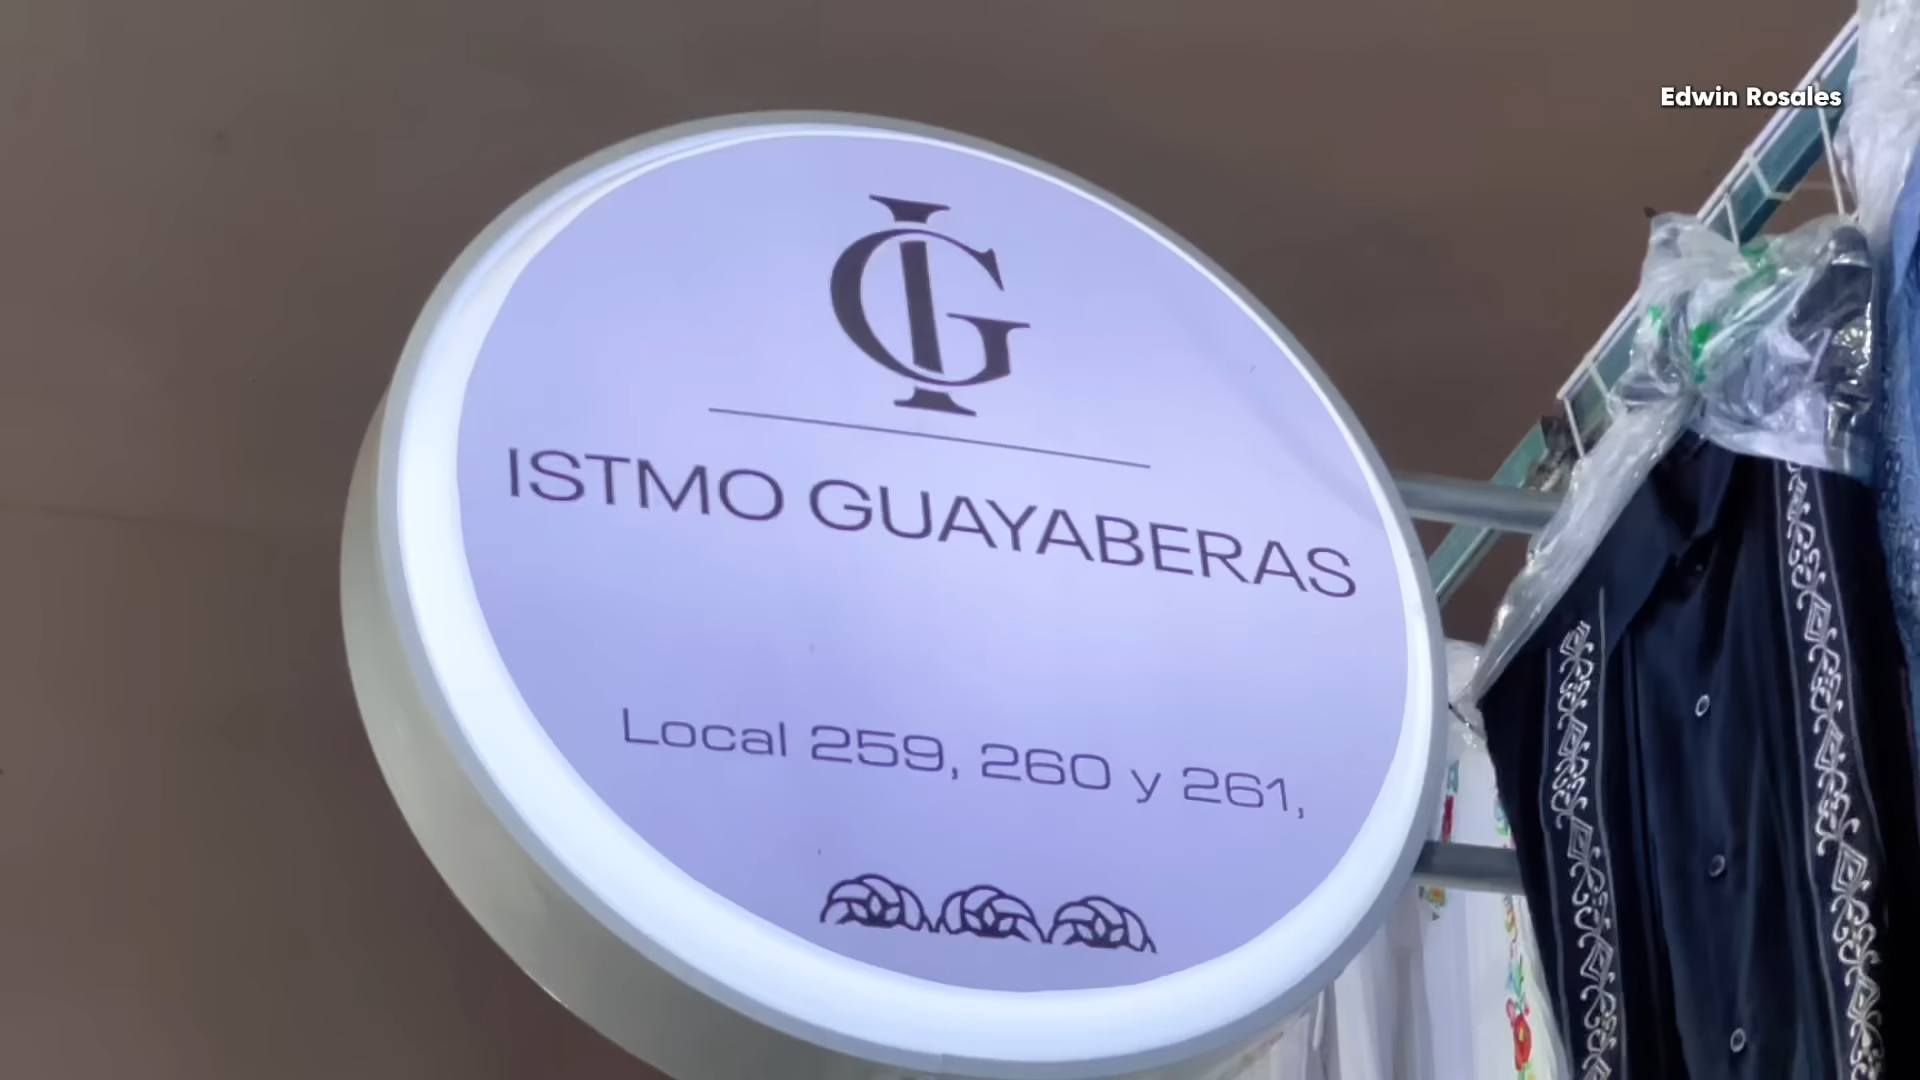 Edwin Rosales
IG
ISTMO GUAYABERAS
Local 259, 260 y 261,